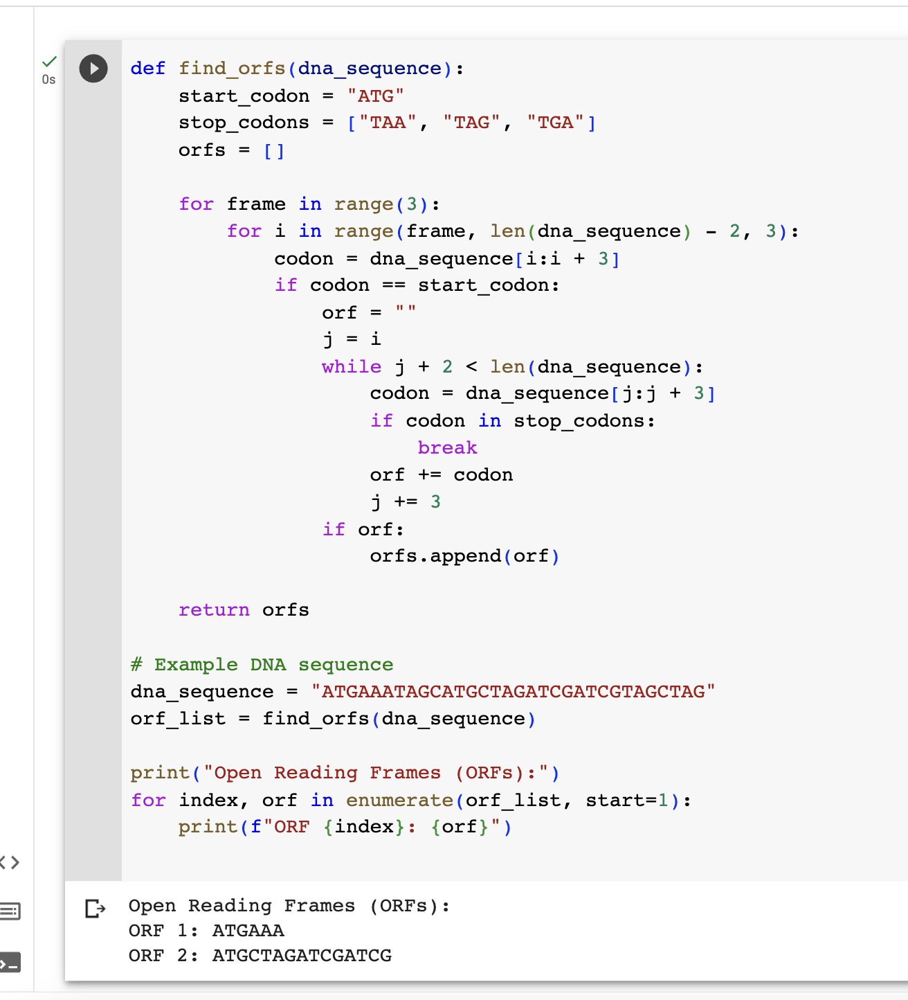 0s
def find_orfs(dna_sequence):
    start_codon = "ATG"
    stop_codons = ["TAA", "TAG", "TGA"]
    orfs = []

    for frame in range(3):
        for i in range(frame, len(dna_sequence) - 2, 3):
            codon = dna_sequence[i:i + 3]
            if codon == start_codon:
                orf = ""
                j = i
                while j + 2 < len(dna_sequence):
                    codon = dna_sequence[j:j + 3]
                    if codon in stop_codons:
                        break
                    orf += codon
                    j += 3
                if orf:
                    orfs.append(orf)

    return orfs

# Example DNA sequence
dna_sequence = "ATGAAATAGCATGCTAGATCGATCGTAGCTAG"
orf_list = find_orfs(dna_sequence)

print("Open Reading Frames (ORFs):")
for index, orf in enumerate(orf_list, start=1):
    print(f"ORF {index}: {orf}")

Open Reading Frames (ORFs):
ORF 1: ATGAAA
ORF 2: ATGCTAGATCGATCG